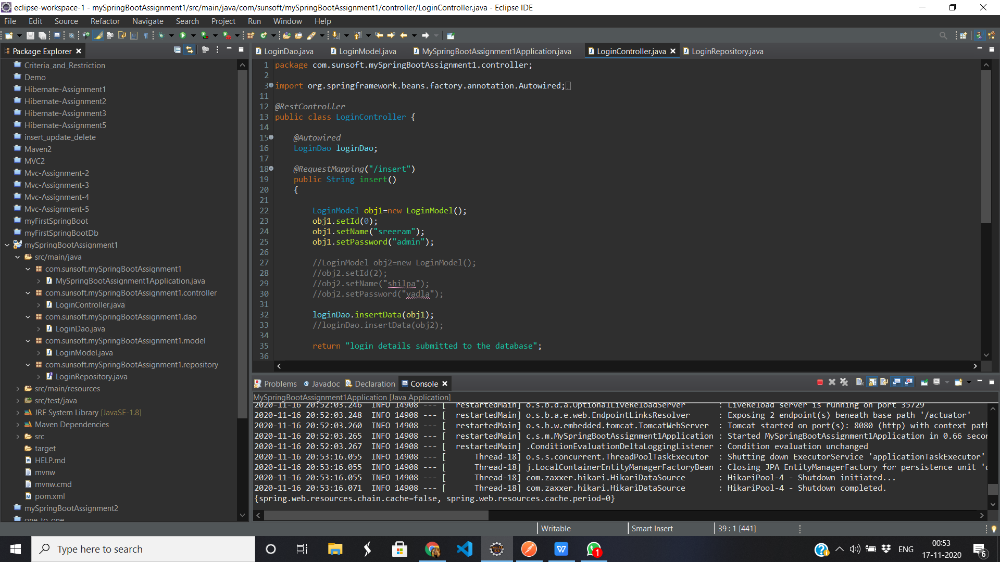 eclipse-workspace-1 - mySpringBootAssignment1/src/main/java/com/sunsoft/mySpringBootAssignment1/controller/LoginController.java - Eclipse IDE
File Edit Source Refactor Navigate Search Project Run Window Help
Package Explorer
Criteria_and_Restriction
Demo
Hibernate-Assignment1
Hibernate-Assignment2
Hibernate-Assignment3
Hibernate-Assignment5
insert_update_delete
Maven2
MVC2
Mvc-Assignment-2
Mvc-Assignment-3
Mvc-Assignment-4
Mvc-Assignment-5
myFirstSpringBoot
myFirstSpringBootDb
mySpringBootAssignment1
src/main/java
com.sunsoft.mySpringBootAssignment1
MySpringBootAssignment1Application.java
com.sunsoft.mySpringBootAssignment1.controller
LoginController.java
com.sunsoft.mySpringBootAssignment1.dao
LoginDao.java
com.sunsoft.mySpringBootAssignment1.model
LoginModel.java
com.sunsoft.mySpringBootAssignment1.repository
LoginRepository.java
src/main/resources
src/test/java
JRE System Library [JavaSE-1.8]
Maven Dependencies
src
target
HELP.md
mvnw
mvnw.cmd
pom.xml
mySpringBootAssignment2
one_to_one
LoginDao.java LoginModel.java MySpringBootAssignment1Application.java LoginController.java LoginRepository.java
1 package com.sunsoft.mySpringBootAssignment1.controller;
2
3 import org.springframework.beans.factory.annotation.Autowired;
11
12 @RestController
13 public class LoginController {
14
15 @Autowired
16 LoginDao loginDao;
17
18 @RequestMapping("/insert")
19 public String insert()
20 {
21
22 LoginModel obj1=new LoginModel();
23 obj1.setId(0);
24 obj1.setName("sreeram");
25 obj1.setPassword("admin");
26
27 //LoginModel obj2=new LoginModel();
28 //obj2.setId(2);
29 //obj2.setName("shilpa");
30 //obj2.setPassword("yadla");
31
32 loginDao.insertData(obj1);
33 //loginDao.insertData(obj2);
34
35 return "login details submitted to the database";
36
Problems Javadoc Declaration Console
MySpringBootAssignment1Application [Java Application]
2020-11-16 20:52:03.246 INFO 14908 --- [ restartedMain] o.s.b.d.a.OptionalLiveReloadServer : LiveReload server is running on port 35729
2020-11-16 20:52:03.248 INFO 14908 --- [ restartedMain] o.s.b.a.e.web.EndpointLinksResolver : Exposing 2 endpoint(s) beneath base path '/actuator'
2020-11-16 20:52:03.260 INFO 14908 --- [ restartedMain] o.s.b.w.embedded.tomcat.TomcatWebServer : Tomcat started on port(s): 8080 (http) with context path
2020-11-16 20:52:03.265 INFO 14908 --- [ restartedMain] c.s.m.MySpringBootAssignment1Application : Started MySpringBootAssignment1Application in 0.66 secon
2020-11-16 20:52:03.267 INFO 14908 --- [ restartedMain] .ConditionEvaluationDeltaLoggingListener : Condition evaluation unchanged
2020-11-16 20:53:16.055 INFO 14908 --- [ Thread-18] o.s.s.concurrent.ThreadPoolTaskExecutor : Shutting down ExecutorService 'applicationTaskExecutor'
2020-11-16 20:53:16.055 INFO 14908 --- [ Thread-18] j.LocalContainerEntityManagerFactoryBean : Closing JPA EntityManagerFactory for persistence unit 'd
2020-11-16 20:53:16.055 INFO 14908 --- [ Thread-18] com.zaxxer.hikari.HikariDataSource : HikariPool-4 - Shutdown initiated...
2020-11-16 20:53:16.071 INFO 14908 --- [ Thread-18] com.zaxxer.hikari.HikariDataSource : HikariPool-4 - Shutdown completed.
{spring.web.resources.chain.cache=false, spring.web.resources.cache.period=0}
Writable Smart Insert 39 : 1 [441]
Type here to search
1
ENG
00:53
17-11-2020
6